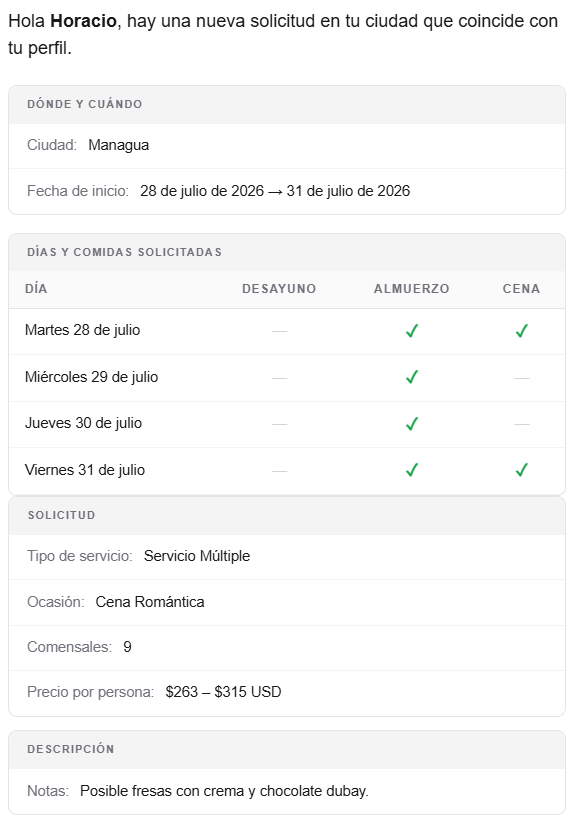 Hola Horacio, hay una nueva solicitud en tu ciudad que coincide con
tu perfil.
DÓNDE Y CUÁNDO
Ciudad: Managua
Fecha de inicio: 28 de julio de 2026 → 31 de julio de 2026
DÍAS Y COMIDAS SOLICITADAS
DÍA DESAYUNO ALMUERZO CENA
Martes 28 de julio — ✓ ✓
Miércoles 29 de julio — ✓ —
Jueves 30 de julio — ✓ —
Viernes 31 de julio — ✓ ✓
SOLICITUD
Tipo de servicio: Servicio Múltiple
Ocasión: Cena Romántica
Comensales: 9
Precio por persona: $263 – $315 USD
DESCRIPCIÓN
Notas: Posible fresas con crema y chocolate dubay.